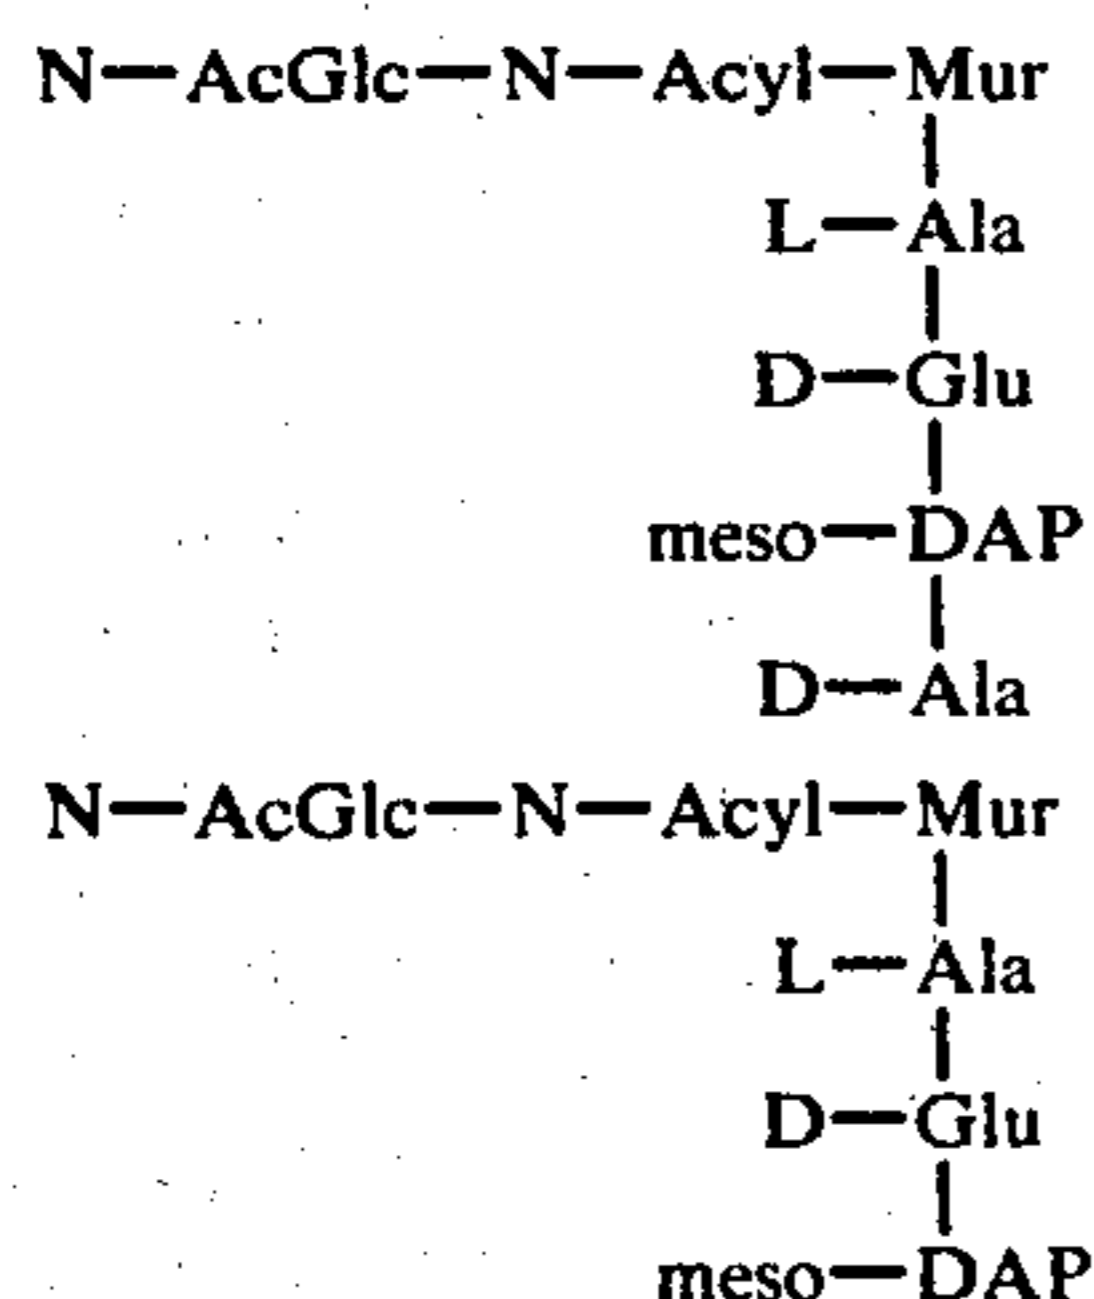 N—AcGlc—N—Acyl—Mur
L—Ala
D—Glu
meso—DAP
D—Ala
N—AcGlc—N—Acyl—Mur
L—Ala
D—Glu
meso—DAP